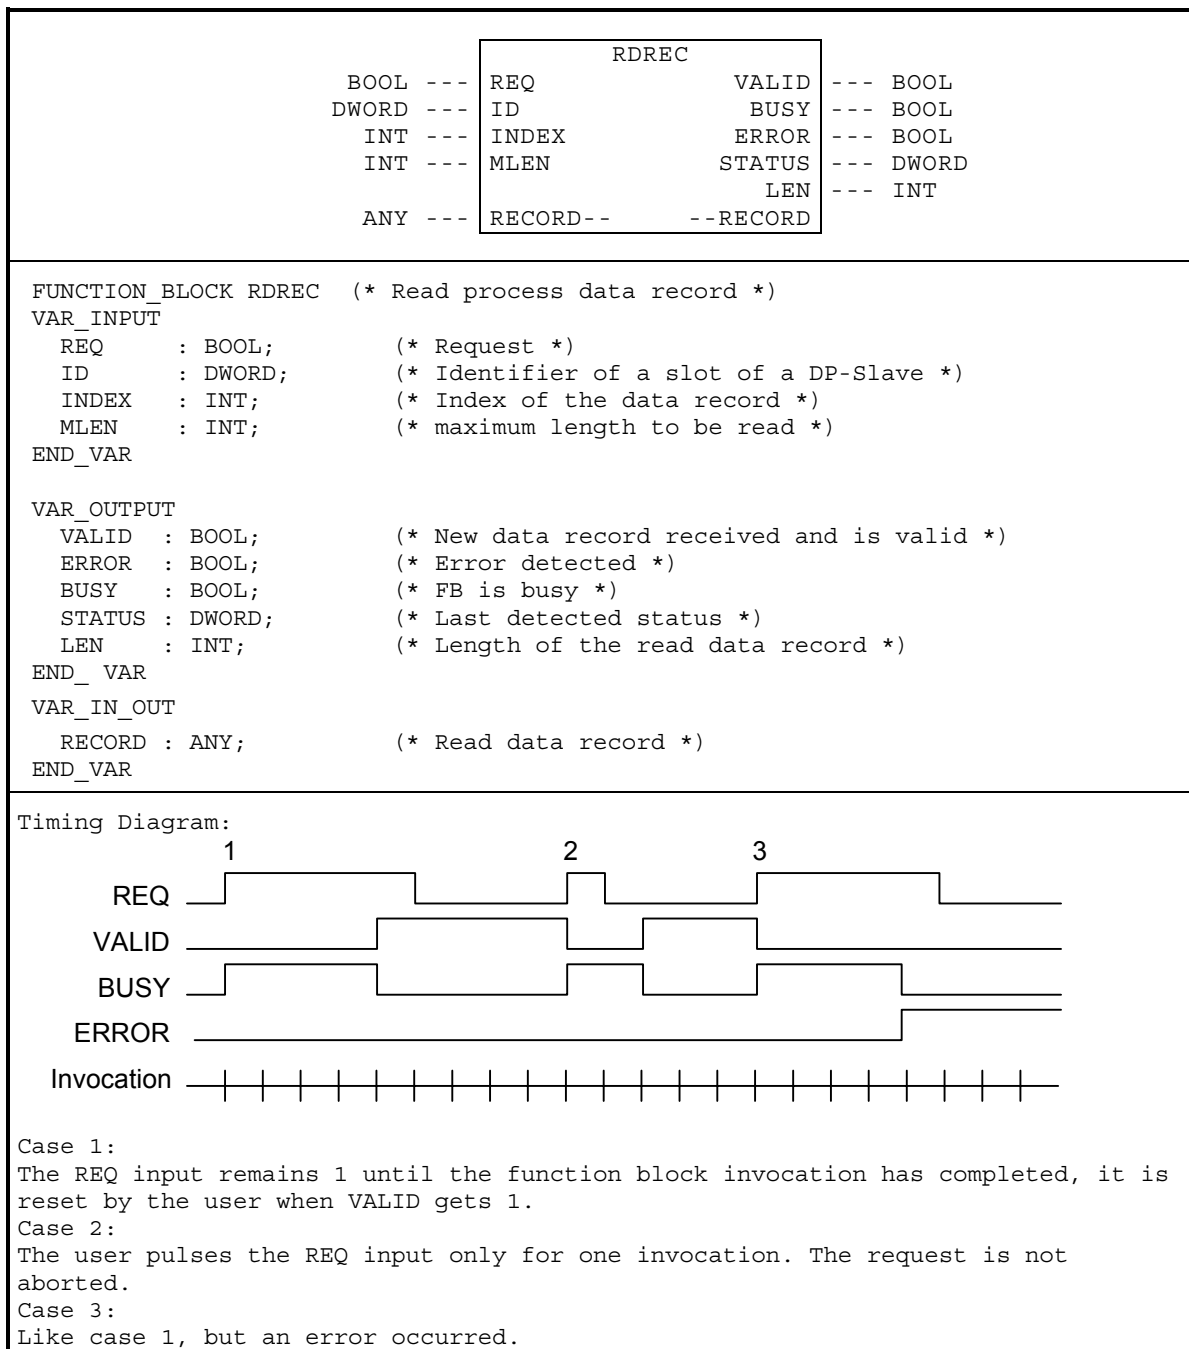 RDREC
BOOL --- REQ VALID --- BOOL
DWORD --- ID BUSY --- BOOL
INT --- INDEX ERROR --- BOOL
INT --- MLEN STATUS --- DWORD
LEN --- INT
ANY --- RECORD-- --RECORD
FUNCTION_BLOCK RDREC (* Read process data record *)
VAR_INPUT
REQ : BOOL; (* Request *)
ID : DWORD; (* Identifier of a slot of a DP-Slave *)
INDEX : INT; (* Index of the data record *)
MLEN : INT; (* maximum length to be read *)
END_VAR
VAR_OUTPUT
VALID : BOOL; (* New data record received and is valid *)
ERROR : BOOL; (* Error detected *)
BUSY : BOOL; (* FB is busy *)
STATUS : DWORD; (* Last detected status *)
LEN : INT; (* Length of the read data record *)
END_ VAR
VAR_IN_OUT
RECORD : ANY; (* Read data record *)
END_VAR
Timing Diagram:
1 2 3
REQ
VALID
BUSY
ERROR
Invocation
Case 1:
The REQ input remains 1 until the function block invocation has completed, it is
reset by the user when VALID gets 1.
Case 2:
The user pulses the REQ input only for one invocation. The request is not
aborted.
Case 3:
Like case 1, but an error occurred.